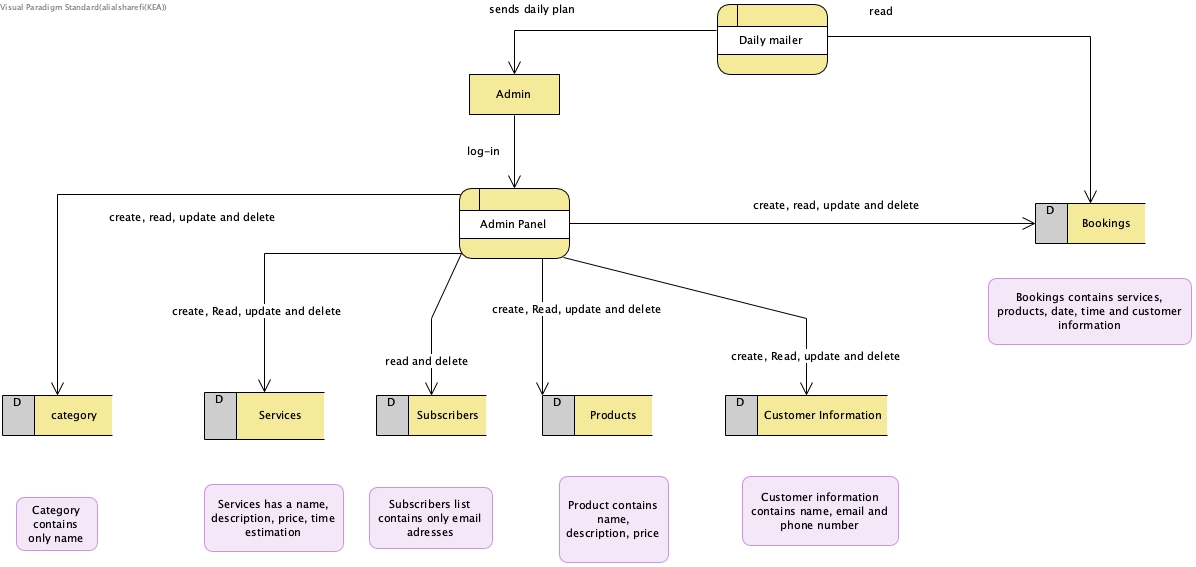 Visual Paradigm Standard(alialsharefi(KEA))
sends daily plan
read
Daily mailer
Admin
log-in
create, read, update and delete
Admin Panel
create, read, update and delete
D
Bookings
Bookings contains services,
products, date, time and customer
information
create, Read, update and delete
create, Read, update and delete
read and delete
create, Read, update and delete
D
category
D
Services
D
Subscribers
D
Products
D
Customer Information
Category
contains
only name
Services has a name,
description, price, time
estimation
Subscribers list
contains only email
adresses
Product contains
name,
description, price
Customer information
contains name, email and
phone number